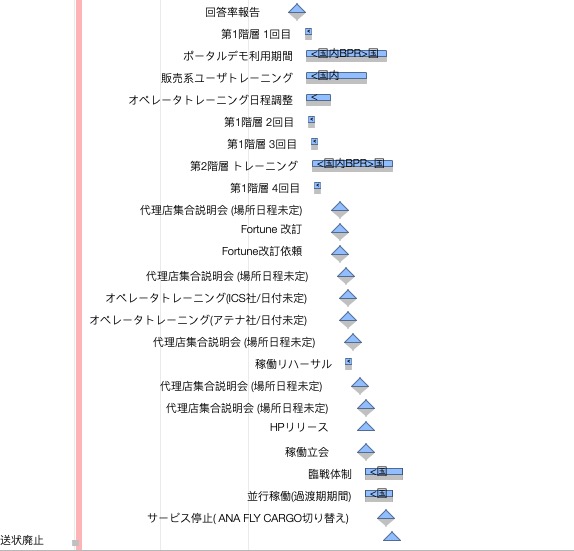 回答率報告
第1階層 1回目
ポータルデモ利用期間 <国内BPR>国
販売系ユーザトレーニング <国内
オペレータトレーニング日程調整 <
第1階層 2回目 <
第1階層 3回目 <
第2階層 トレーニング <国内BPR>国
第1階層 4回目 <
代理店集合説明会 (場所日程未定)
Fortune 改訂
Fortune改訂依頼
代理店集合説明会 (場所日程未定)
オペレータトレーニング(ICS社/日付未定)
オペレータトレーニング(アテナ社/日付未定)
代理店集合説明会 (場所日程未定)
稼働リハーサル <
代理店集合説明会 (場所日程未定)
代理店集合説明会 (場所日程未定)
HPリリース
稼働立会
臨戦体制 <国
並行稼働(過渡期期間) <国
サービス停止( ANA FLY CARGO切り替え)
送状廃止